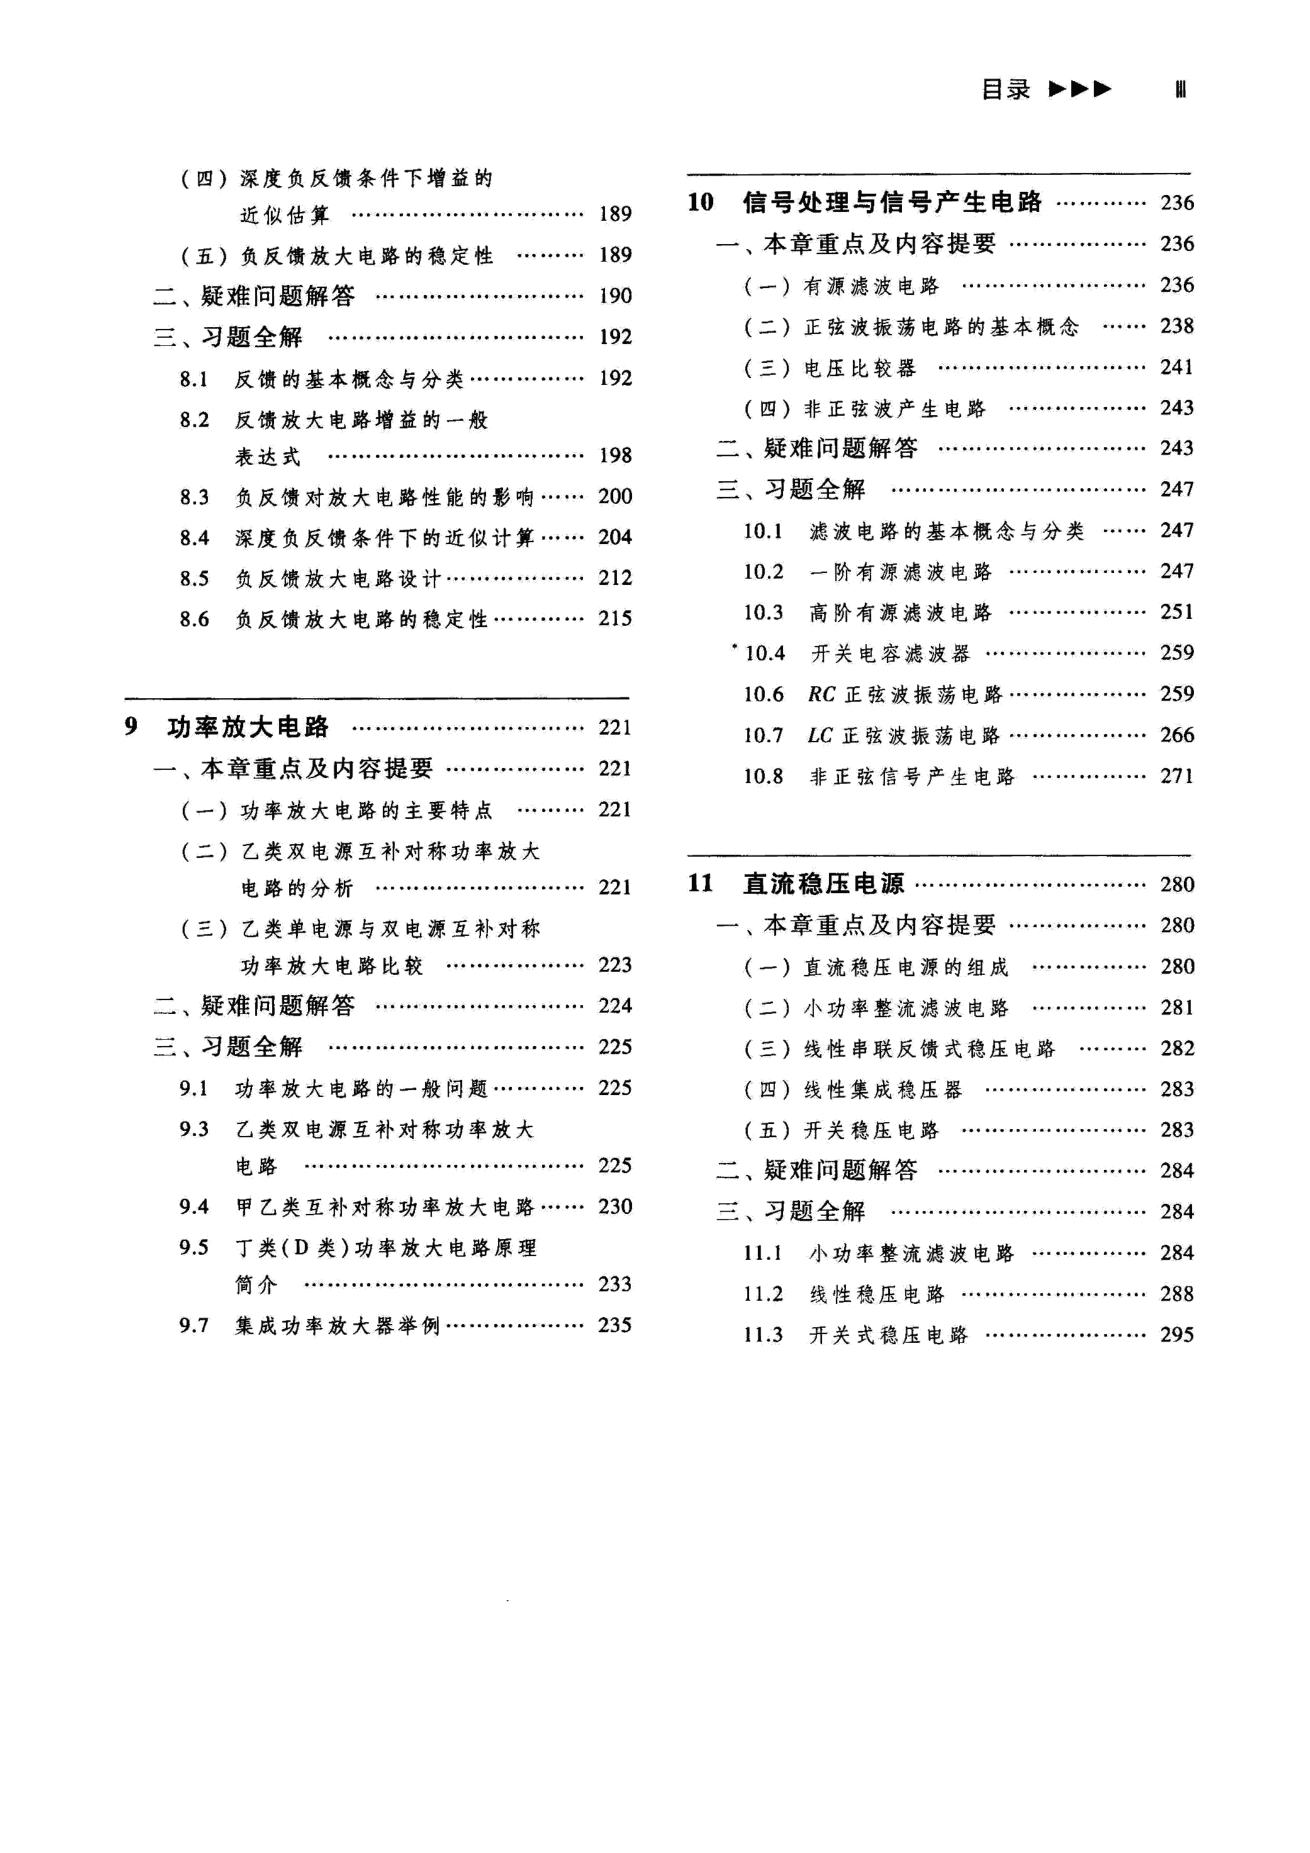 目录 ▶▶▶ Ⅲ
(四) 深度负反馈条件下增益的
近似估算 ………………………… 189
(五) 负反馈放大电路的稳定性 ……… 189
二、疑难问题解答 ……………………… 190
三、习题全解 …………………………… 192
8.1 反馈的基本概念与分类 …………… 192
8.2 反馈放大电路增益的一般
表达式 …………………………… 198
8.3 负反馈对放大电路性能的影响 …… 200
8.4 深度负反馈条件下的近似计算 …… 204
8.5 负反馈放大电路设计 ……………… 212
8.6 负反馈放大电路的稳定性 ………… 215
9 功率放大电路 ………………………… 221
一、本章重点及内容提要 ……………… 221
(一) 功率放大电路的主要特点 ……… 221
(二) 乙类双电源互补对称功率放大
电路的分析 ……………………… 221
(三) 乙类单电源与双电源互补对称
功率放大电路比较 ……………… 223
二、疑难问题解答 ……………………… 224
三、习题全解 …………………………… 225
9.1 功率放大电路的一般问题 ………… 225
9.3 乙类双电源互补对称功率放大
电路 ……………………………… 225
9.4 甲乙类互补对称功率放大电路 …… 230
9.5 丁类(D 类)功率放大电路原理
简介 ……………………………… 233
9.7 集成功率放大器举例 ……………… 235
10 信号处理与信号产生电路 ………… 236
一、本章重点及内容提要 ……………… 236
(一) 有源滤波电路 …………………… 236
(二) 正弦波振荡电路的基本概念 …… 238
(三) 电压比较器 ……………………… 241
(四) 非正弦波产生电路 ……………… 243
二、疑难问题解答 ……………………… 243
三、习题全解 …………………………… 247
10.1 滤波电路的基本概念与分类 …… 247
10.2 一阶有源滤波电路 ……………… 247
10.3 高阶有源滤波电路 ……………… 251
*10.4 开关电容滤波器 ………………… 259
10.6 RC 正弦波振荡电路 ……………… 259
10.7 LC 正弦波振荡电路 ……………… 266
10.8 非正弦信号产生电路 …………… 271
11 直流稳压电源 ……………………… 280
一、本章重点及内容提要 ……………… 280
(一) 直流稳压电源的组成 …………… 280
(二) 小功率整流滤波电路 …………… 281
(三) 线性串联反馈式稳压电路 ……… 282
(四) 线性集成稳压器 ………………… 283
(五) 开关稳压电路 …………………… 283
二、疑难问题解答 ……………………… 284
三、习题全解 …………………………… 284
11.1 小功率整流滤波电路 …………… 284
11.2 线性稳压电路 …………………… 288
11.3 开关式稳压电路 ………………… 295